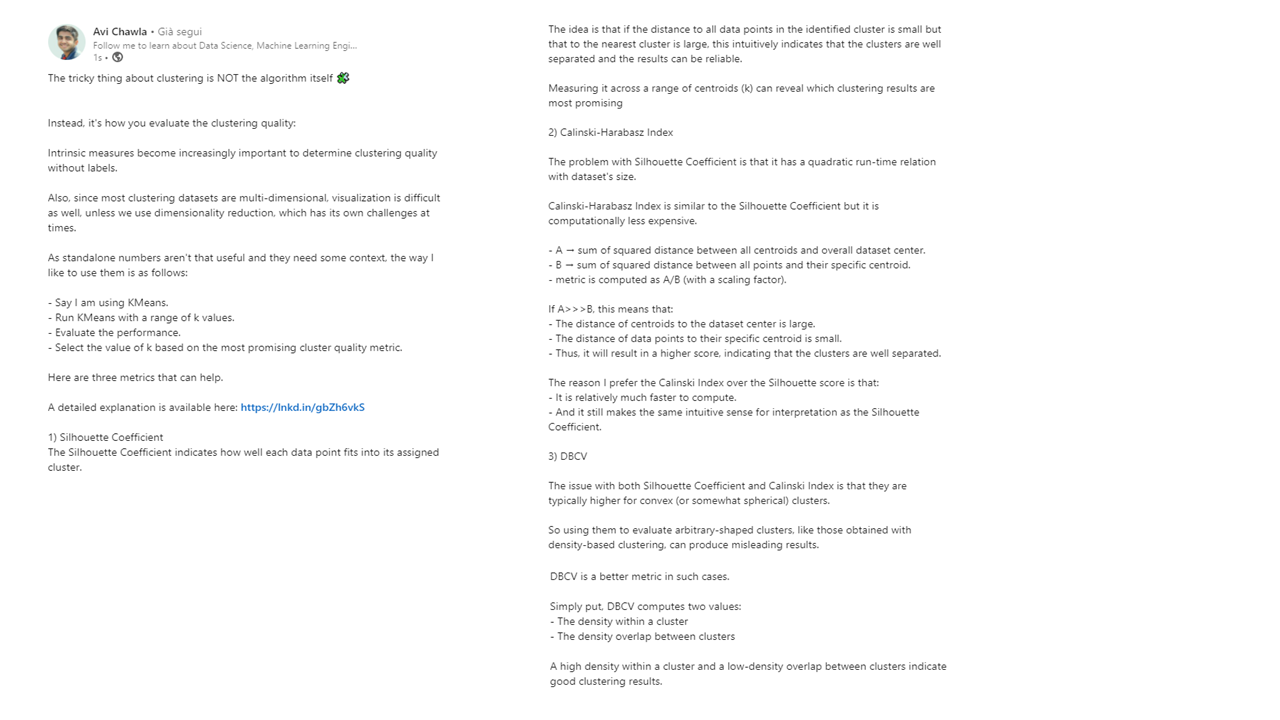 Avi Chawla • Già segui
Follow me to learn about Data Science, Machine Learning Engi...
1s •
The tricky thing about clustering is NOT the algorithm itself
Instead, it's how you evaluate the clustering quality:
Intrinsic measures become increasingly important to determine clustering quality
without labels.
Also, since most clustering datasets are multi-dimensional, visualization is difficult
as well, unless we use dimensionality reduction, which has its own challenges at
times.
As standalone numbers aren't that useful and they need some context, the way I
like to use them is as follows:
- Say I am using KMeans.
- Run KMeans with a range of k values.
- Evaluate the performance.
- Select the value of k based on the most promising cluster quality metric.
Here are three metrics that can help.
A detailed explanation is available here: https://lnkd.in/gbZh6vkS
1) Silhouette Coefficient
The Silhouette Coefficient indicates how well each data point fits into its assigned
cluster.
The idea is that if the distance to all data points in the identified cluster is small but
that to the nearest cluster is large, this intuitively indicates that the clusters are well
separated and the results can be reliable.
Measuring it across a range of centroids (k) can reveal which clustering results are
most promising
2) Calinski-Harabasz Index
The problem with Silhouette Coefficient is that it has a quadratic run-time relation
with dataset's size.
Calinski-Harabasz Index is similar to the Silhouette Coefficient but it is
computationally less expensive.
- A → sum of squared distance between all centroids and overall dataset center.
- B → sum of squared distance between all points and their specific centroid.
- metric is computed as A/B (with a scaling factor).
If A>>>B, this means that:
- The distance of centroids to the dataset center is large.
- The distance of data points to their specific centroid is small.
- Thus, it will result in a higher score, indicating that the clusters are well separated.
The reason I prefer the Calinski Index over the Silhouette score is that:
- It is relatively much faster to compute.
- And it still makes the same intuitive sense for interpretation as the Silhouette
Coefficient.
3) DBCV
The issue with both Silhouette Coefficient and Calinski Index is that they are
typically higher for convex (or somewhat spherical) clusters.
So using them to evaluate arbitrary-shaped clusters, like those obtained with
density-based clustering, can produce misleading results.
DBCV is a better metric in such cases.
Simply put, DBCV computes two values:
- The density within a cluster
- The density overlap between clusters
A high density within a cluster and a low-density overlap between clusters indicate
good clustering results.